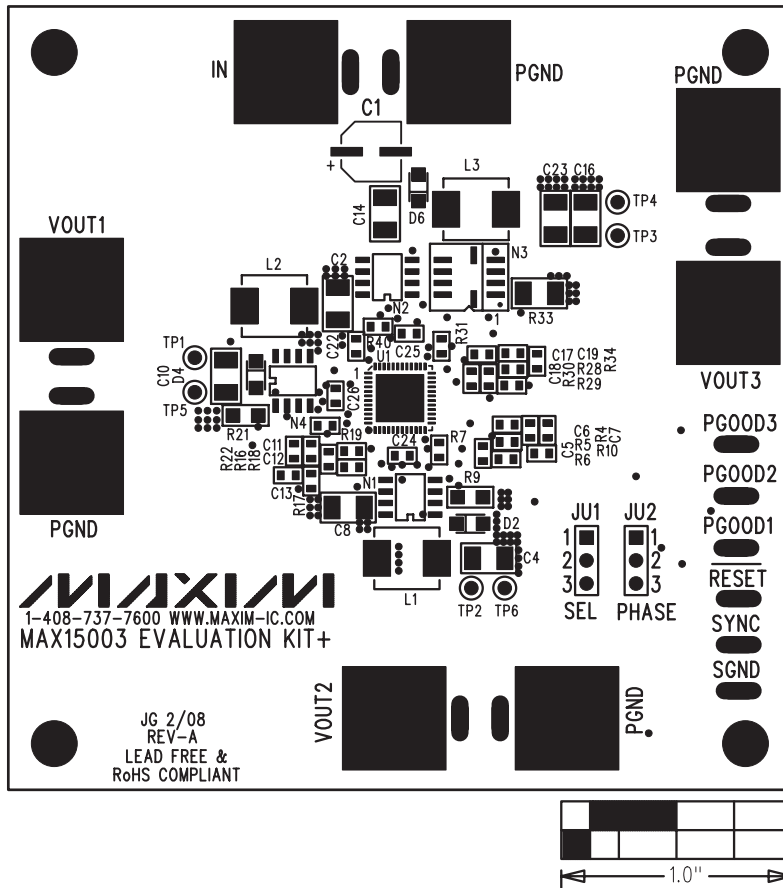 IN
PGND
PGND
C1
+
L3
C23 C16
TP4
TP3
C14
D6
VOUT1
L2
C2
N3
N2
1
R33
TP1
C10
D4
TP5
C22
R40
C25
R31
U1
1
C26
C17
C19
R34
C18
R30
R28
R29
VOUT3
R21
N4
R19
C24
R7
C6
R4
C7
C5
R5
R10
R6
R22
R16
R18
C11
C12
C13
R17
N1
R9
C8
D2
C4
L1
TP2
TP6
PGND
PGOOD3
PGOOD2
PGOOD1
RESET
SYNC
SGND
JU1
1
2
3
SEL
JU2
1
2
3
PHASE
MAXIM
1-408-737-7600 WWW.MAXIM-IC.COM
MAX15003 EVALUATION KIT+
VOUT2
PGND
JG 2/08
REV-A
LEAD FREE &
RoHS COMPLIANT
1.0"